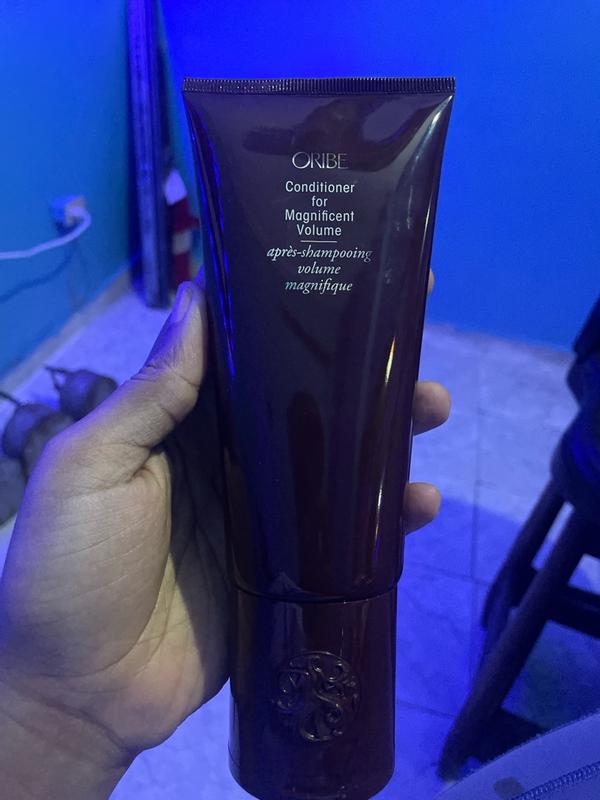 ORIBE
Conditioner
for
Magnificent
Volume
après-shampooing
volume
magnifique